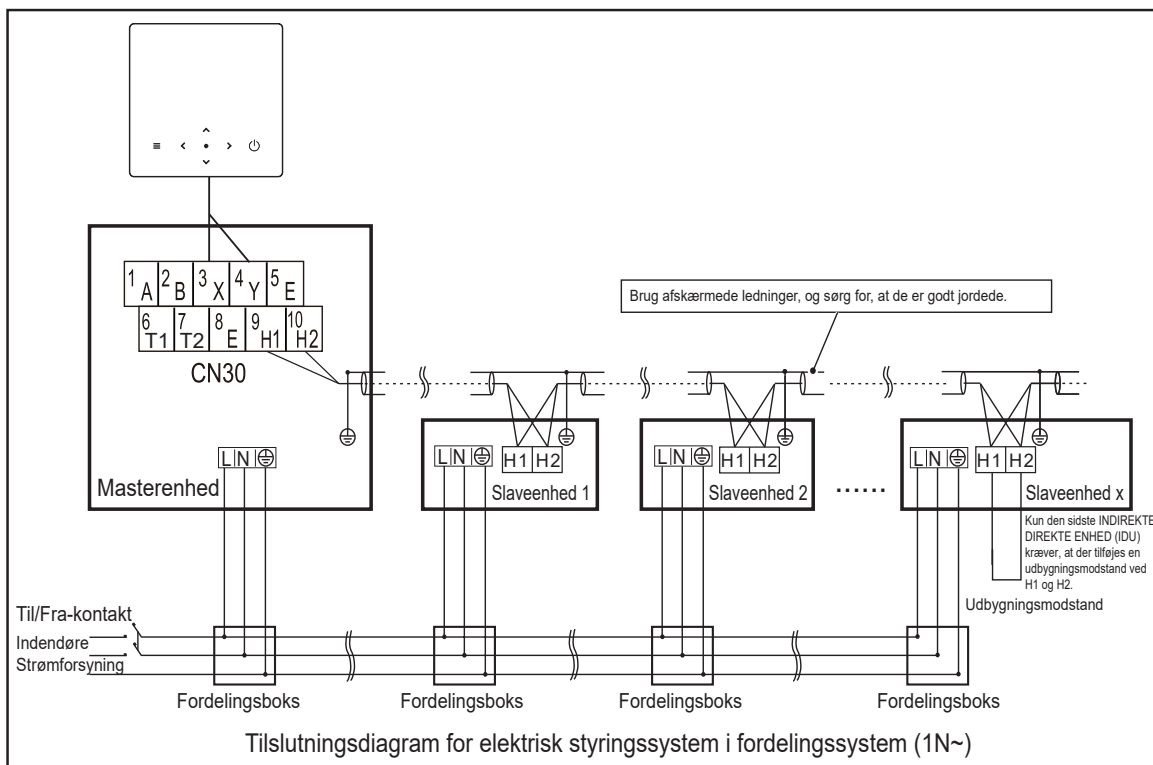 1 A 2 B 3 X 4 Y 5 E
6 T1 7 T2 8 E 9 H1 10 H2
CN30
Brug afskærmede ledninger, og sørg for, at de er godt jordede.
L N
Masterenhed
L N
H1 H2
Slaveenhed 1
L N
H1 H2
Slaveenhed 2
......
L N
H1 H2
Slaveenhed x
Kun den sidste INDIREKTE
DIREKTE ENHED (IDU)
kræver, at der tilføjes en
udbygningsmodstand ved
H1 og H2.
Udbygningsmodstand
Til/Fra-kontakt
Indendøre
Strømforsyning
Fordelingsboks
Fordelingsboks
Fordelingsboks
Fordelingsboks
Tilslutningsdiagram for elektrisk styringssystem i fordelingssystem (1N~)